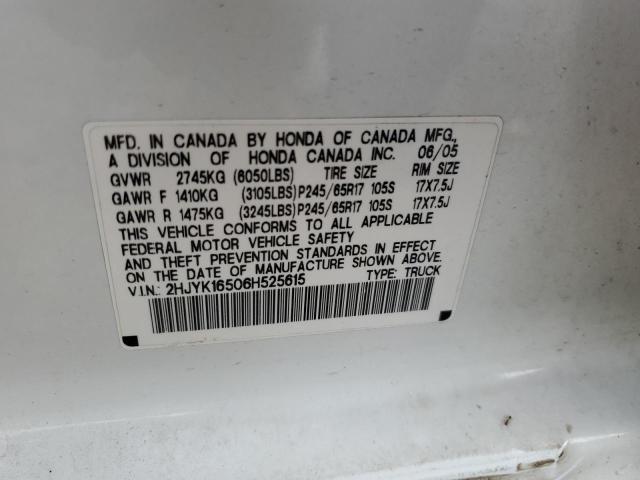 MFD. IN CANADA BY HONDA OF CANADA MFG.,
A DIVISION OF HONDA CANADA INC. 06/05
GVWR 2745KG (6050LBS) TIRE SIZE RIM SIZE
GAWR F 1410KG (3105LBS)P245/65R17 105S 17X7.5J
GAWR R 1475KG (3245LBS)P245/65R17 105S 17X7.5J
THIS VEHICLE CONFORMS TO ALL APPLICABLE
FEDERAL MOTOR VEHICLE SAFETY
AND THEFT PREVENTION STANDARDS IN EFFECT
ON THE DATE OF MANUFACTURE SHOWN ABOVE.
V.I.N.: 2HJYK16506H525615 TYPE: TRUCK